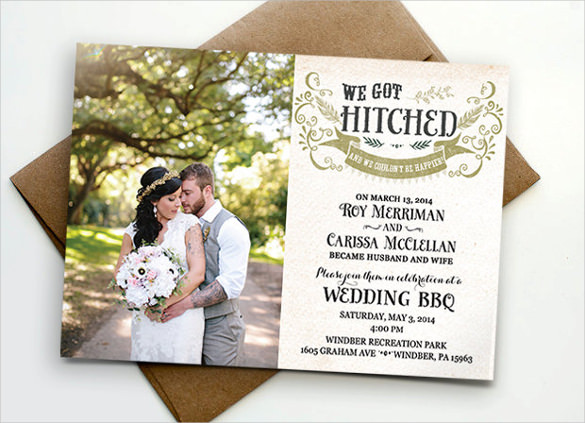 WE GOT
HITCHED
AND WE COULDN'T BE HAPPIER!
ON MARCH 13, 2014
ROY MERRIMAN
AND
CARISSA MCCLELLAN
BECAME HUSBAND AND WIFE
Please join them in celebration at a
WEDDING BBQ
SATURDAY, MAY 3, 2014
4:00 PM
WINDBER RECREATION PARK
1605 GRAHAM AVE WINDBER, PA 15963